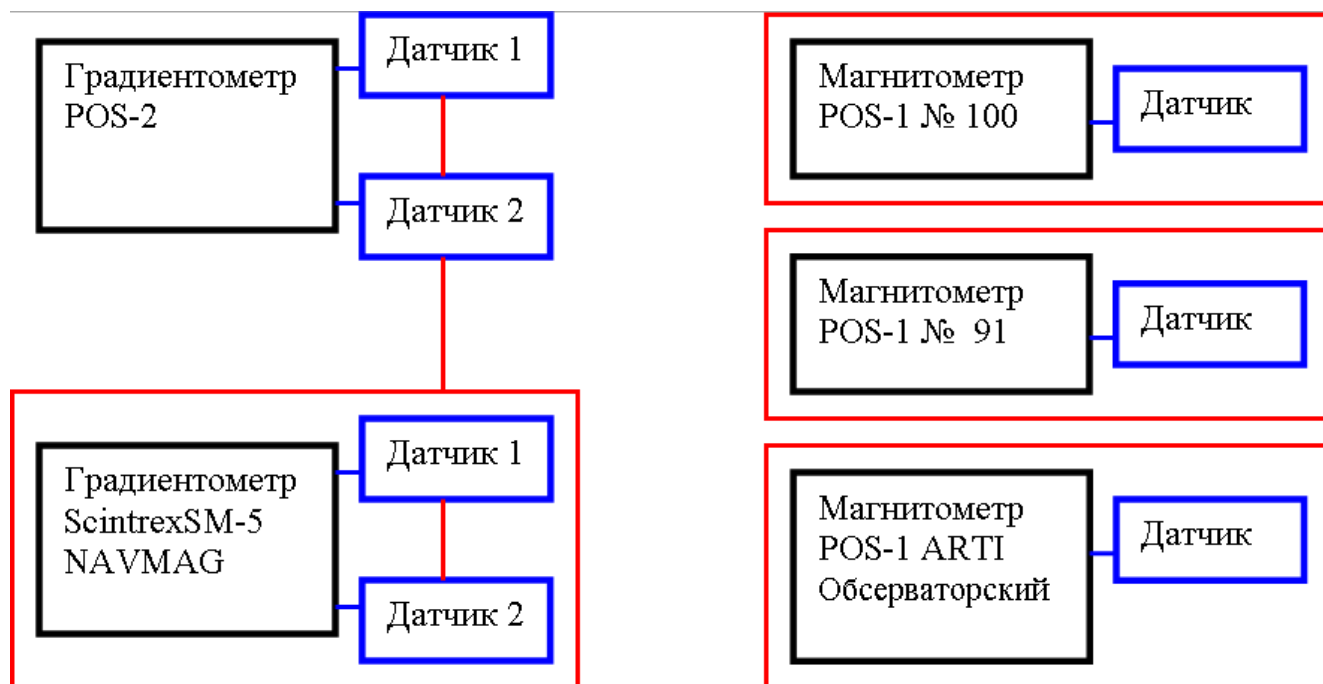 Градиентометр
POS-2
Датчик 1
Датчик 2
Градиентометр
ScintrexSM-5
NAVMAG
Датчик 1
Датчик 2
Магнитометр
POS-1 № 100
Датчик
Магнитометр
POS-1 № 91
Датчик
Магнитометр
POS-1 ARTI
Обсерваторский
Датчик